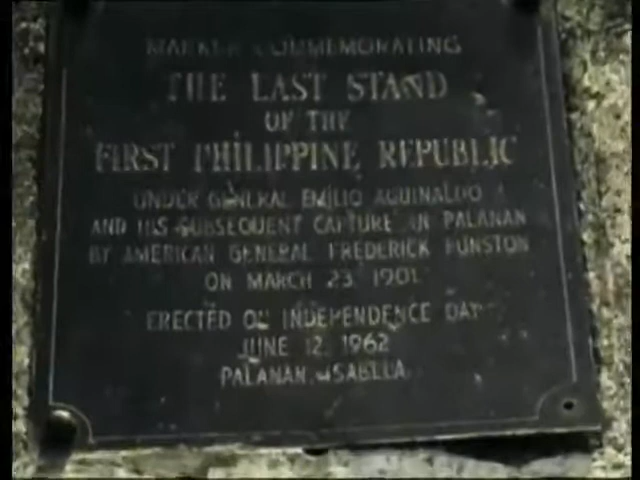 MARKER COMMEMORATING
THE LAST STAND
OF THE
FIRST PHILIPPINE REPUBLIC
UNDER GENERAL EMILIO AGUINALDO
AND HIS SUBSEQUENT CAPTURE IN PALANAN
BY AMERICAN GENERAL FREDERICK FUNSTON
ON MARCH 23, 1901.
ERECTED ON INDEPENDENCE DAY
JUNE 12, 1962
PALANAN, ISABELA